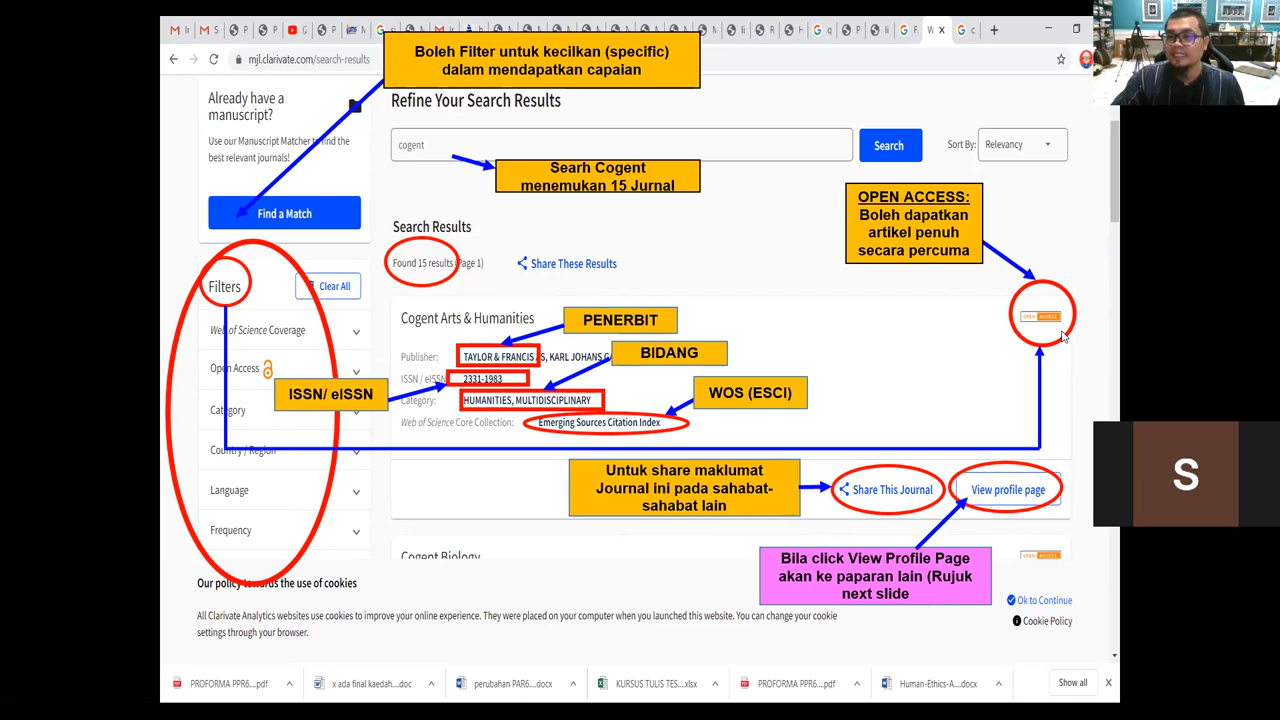 mjl.clarivate.com/search-results
Boleh Filter untuk kecilkan (specific)
dalam mendapatkan capaian
Already have a
manuscript?
Use our Manuscript Matcher to find the
best relevant journals!
Find a Match
Refine Your Search Results
cogent
Search
Sort By:
Relevancy
Searh Cogent
menemukan 15 Jurnal
OPEN ACCESS:
Boleh dapatkan
artikel penuh
secara percuma
Search Results
Found 15 results (Page 1)
Share These Results
Filters
Clear All
Web of Science Coverage
Open Access
Category
Country / Region
Language
Frequency
ISSN/ eISSN
Cogent Arts & Humanities
OPEN ACCESS
PENERBIT
Publisher:
TAYLOR & FRANCIS AS, KARL JOHANS
BIDANG
ISSN / eISSN
2331-1983
Category:
HUMANITIES, MULTIDISCIPLINARY
WOS (ESCI)
Web of Science Core Collection:
Emerging Sources Citation Index
Untuk share maklumat
Journal ini pada sahabat-
sahabat lain
Share This Journal
View profile page
Cogent Biology
OPEN ACCESS
Bila click View Profile Page
akan ke paparan lain (Rujuk
next slide
Our policy towards the use of cookies
All Clarivate Analytics websites use cookies to improve your online experience. They were placed on your computer when you launched this website. You can change your cookie
settings through your browser.
Ok to Continue
Cookie Policy
PROFORMA PPR6....pdf
x ada final kaedah....doc
perubahan PAR6....docx
KURSUS TULIS TES....xlsx
PROFORMA PPR6....pdf
Human-Ethics-A....docx
Show all
S